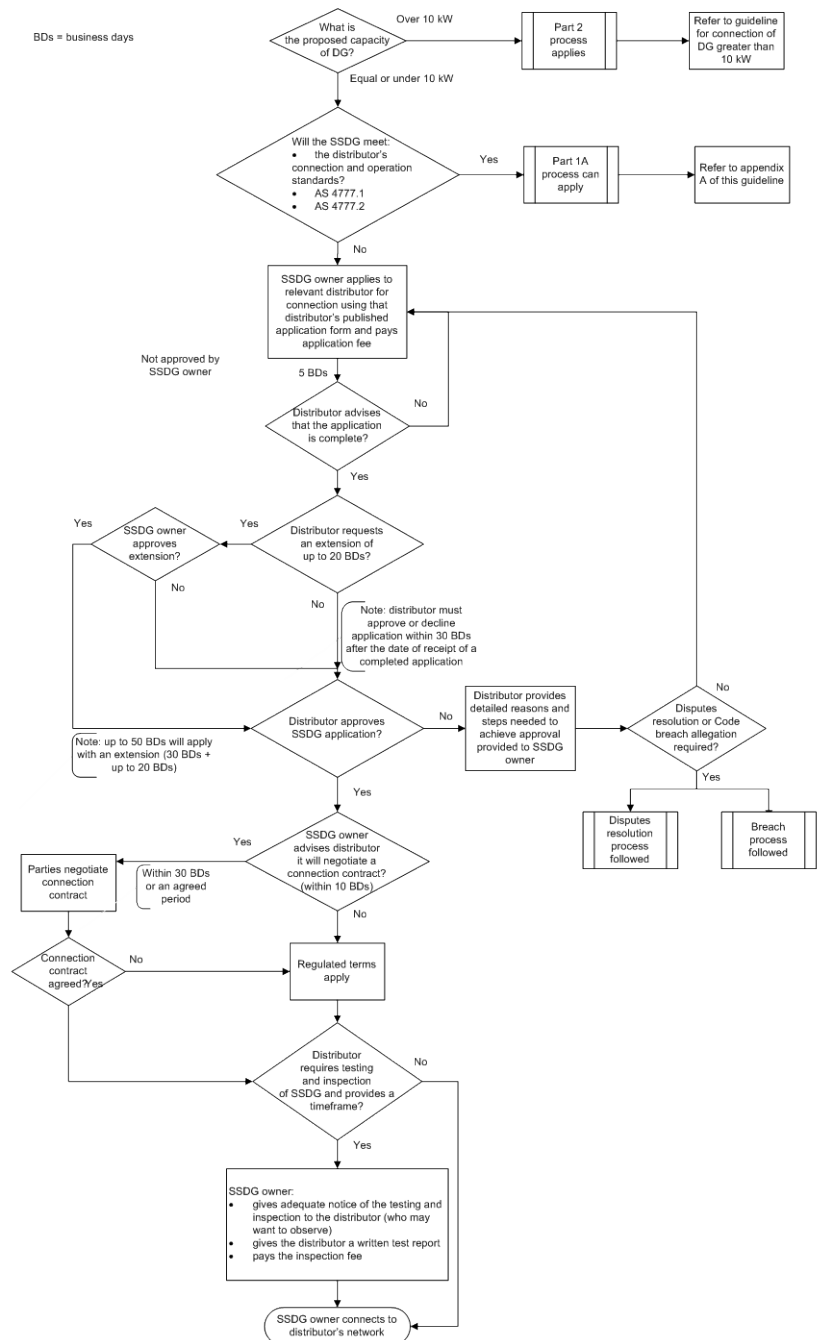 BDs = business days
What is
the proposed capacity
of DG?
Over 10 kW
Part 2
process
applies
Refer to guideline
for connection of
DG greater than
10 kW
Equal or under 10 kW
Will the SSDG meet:
• the distributor's
connection and operation
standards?
• AS 4777.1
• AS 4777.2
Yes
Part 1A
process can
apply
Refer to appendix
A of this guideline
No
SSDG owner applies to
relevant distributor for
connection using that
distributor's published
application form and pays
application fee
Not approved by
SSDG owner
5 BDs
Distributor advises
that the application
is complete?
No
Yes
Distributor requests
an extension of
up to 20 BDs?
Yes
SSDG owner
approves
extension?
Yes
No
No
Note: distributor must
approve or decline
application within 30 BDs
after the date of receipt of a
completed application
Distributor approves
SSDG application?
No
Distributor provides
detailed reasons and
steps needed to
achieve approval
provided to SSDG
owner
Disputes
resolution or Code
breach allegation
required?
No
Yes
Disputes
resolution
process
followed
Breach
process
followed
Note: up to 50 BDs will apply
with an extension (30 BDs +
up to 20 BDs)
Yes
SSDG owner
advises distributor
it will negotiate a
connection contract?
(within 10 BDs)
Yes
Within 30 BDs
or an agreed
period
Parties negotiate
connection
contract
No
Connection
contract
agreed?
Yes
No
Regulated terms
apply
Distributor
requires testing
and inspection
of SSDG and provides a
timeframe?
No
Yes
SSDG owner:
• gives adequate notice of the testing and
inspection to the distributor (who may
want to observe)
• gives the distributor a written test report
• pays the inspection fee
SSDG owner connects to
distributor's network